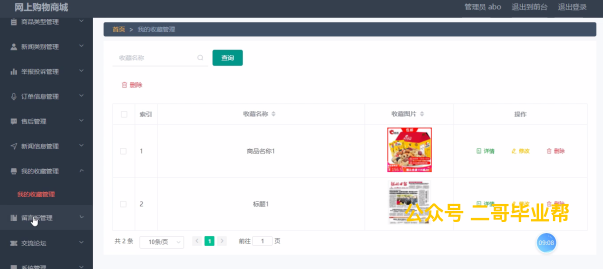 网上购物商城
管理员 abo 退出到前台 退出登录
商品类型管理
新闻类别管理
举报投诉管理
订单信息管理
售后管理
新闻信息管理
我的收藏管理
我的收藏管理
留言板管理
交流论坛
系统管理
首页 > 我的收藏管理
收藏名称 查询
删除
索引 收藏名称 收藏图片 操作
1 商品名称1 详情 修改 删除
2 标题1 详情 删除
公众号 二哥毕业帮
共 2 条 10条/页 1 前往 1 页
09:08